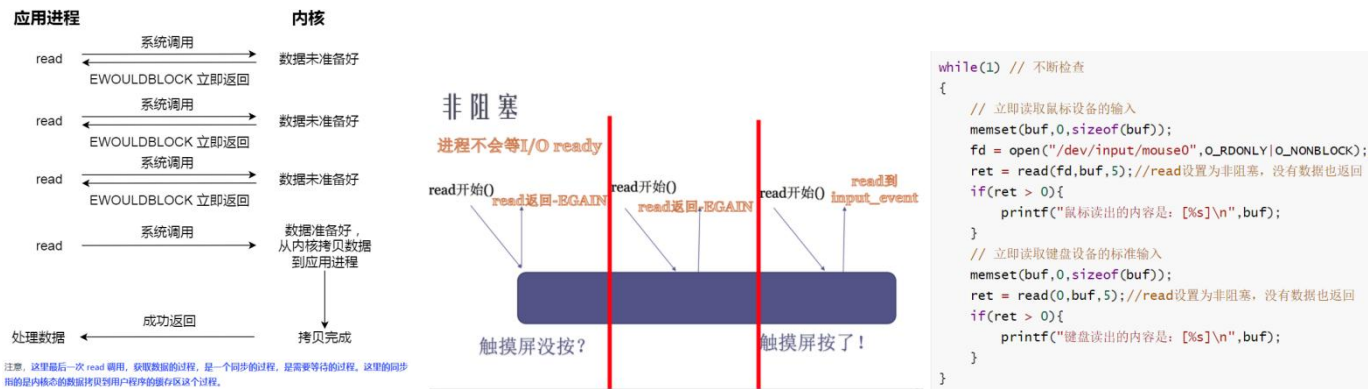 应用进程 内核
系统调用
read 数据未准备好
EWOULDBLOCK 立即返回
系统调用
read 数据未准备好
EWOULDBLOCK 立即返回
系统调用
read 数据未准备好
EWOULDBLOCK 立即返回
系统调用
read 数据准备好，
从内核拷贝数据
到应用进程
成功返回
处理数据 拷贝完成
注意，这里最后一次 read 调用，获取数据的过程，是一个同步的过程，是需要等待的过程。这里的同步
指的是内核态的数据拷贝到用户程序的缓存区这个过程。
非阻塞
进程不会等I/O ready
read开始()
read返回-EGAIN
read开始()
read返回-EGAIN
read开始()
read到
input_event
触摸屏没按?
触摸屏按了!
while(1) // 不断检查
{
// 立即读取鼠标设备的输入
memset(buf,0,sizeof(buf));
fd = open("/dev/input/mouse0",O_RDONLY|O_NONBLOCK);
ret = read(fd,buf,5);//read设置为非阻塞，没有数据也返回
if(ret > 0){
printf("鼠标读出的内容是：[%s]\n",buf);
}
// 立即读取键盘设备的标准输入
memset(buf,0,sizeof(buf));
ret = read(0,buf,5);//read设置为非阻塞，没有数据也返回
if(ret > 0){
printf("键盘读出的内容是：[%s]\n",buf);
}
}